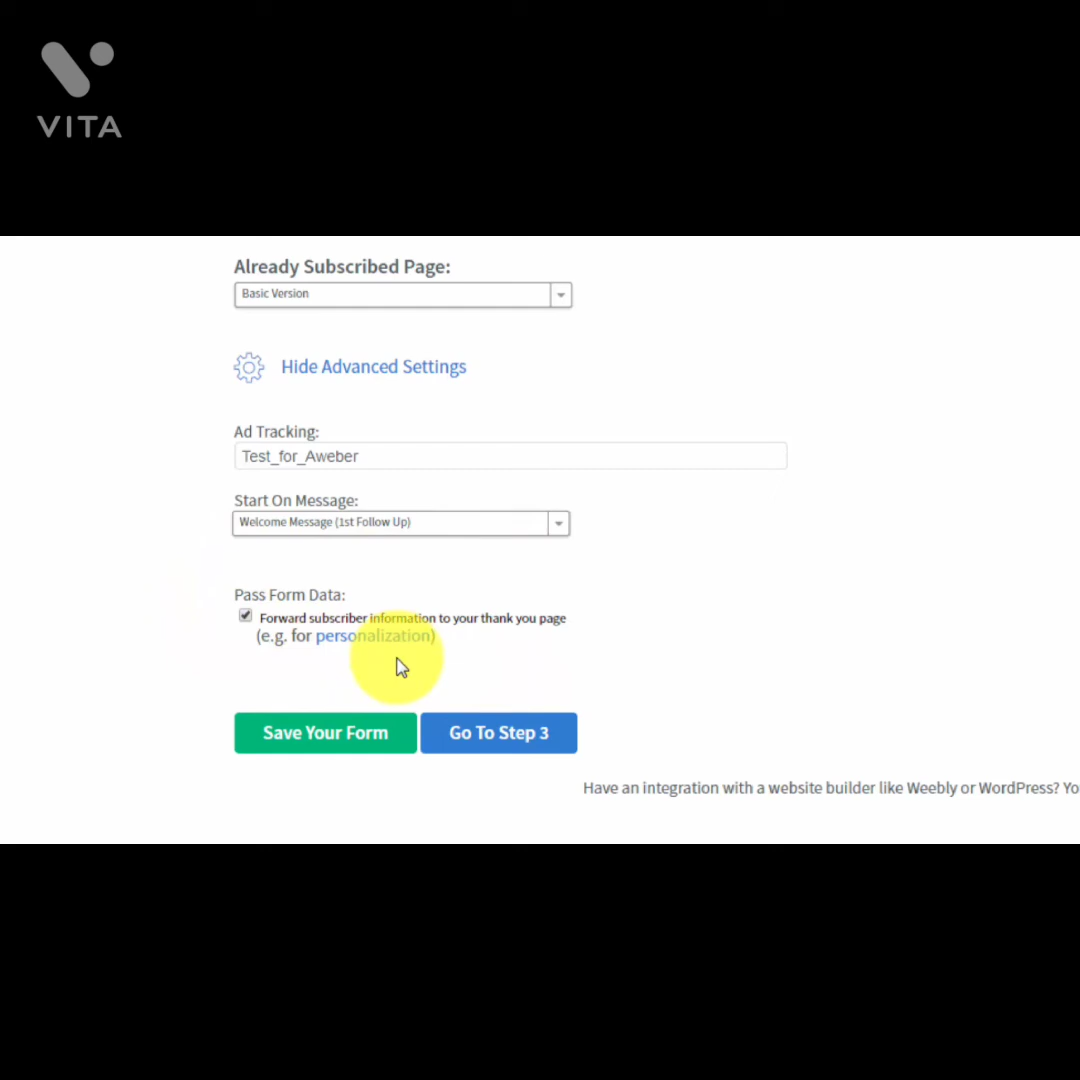 VITA
Already Subscribed Page:
Basic Version
Hide Advanced Settings
Ad Tracking:
Test_for_Aweber
Start On Message:
Welcome Message (1st Follow Up)
Pass Form Data:
Forward subscriber information to your thank you page
(e.g. for personalization)
Save Your Form Go To Step 3
Have an integration with a website builder like Weebly or WordPress? Yo